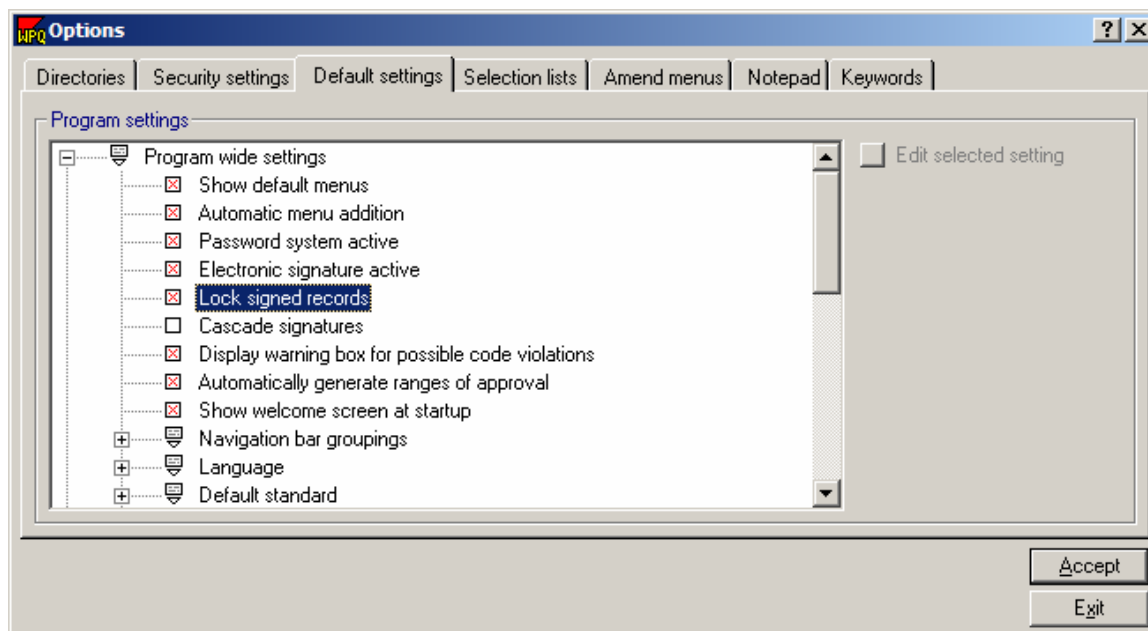 WPQ Options
Directories Security settings Default settings Selection lists Amend menus Notepad Keywords
Program settings
Program wide settings
Edit selected setting
Show default menus
Automatic menu addition
Password system active
Electronic signature active
Lock signed records
Cascade signatures
Display warning box for possible code violations
Automatically generate ranges of approval
Show welcome screen at startup
Navigation bar groupings
Language
Default standard
Accept
Exit